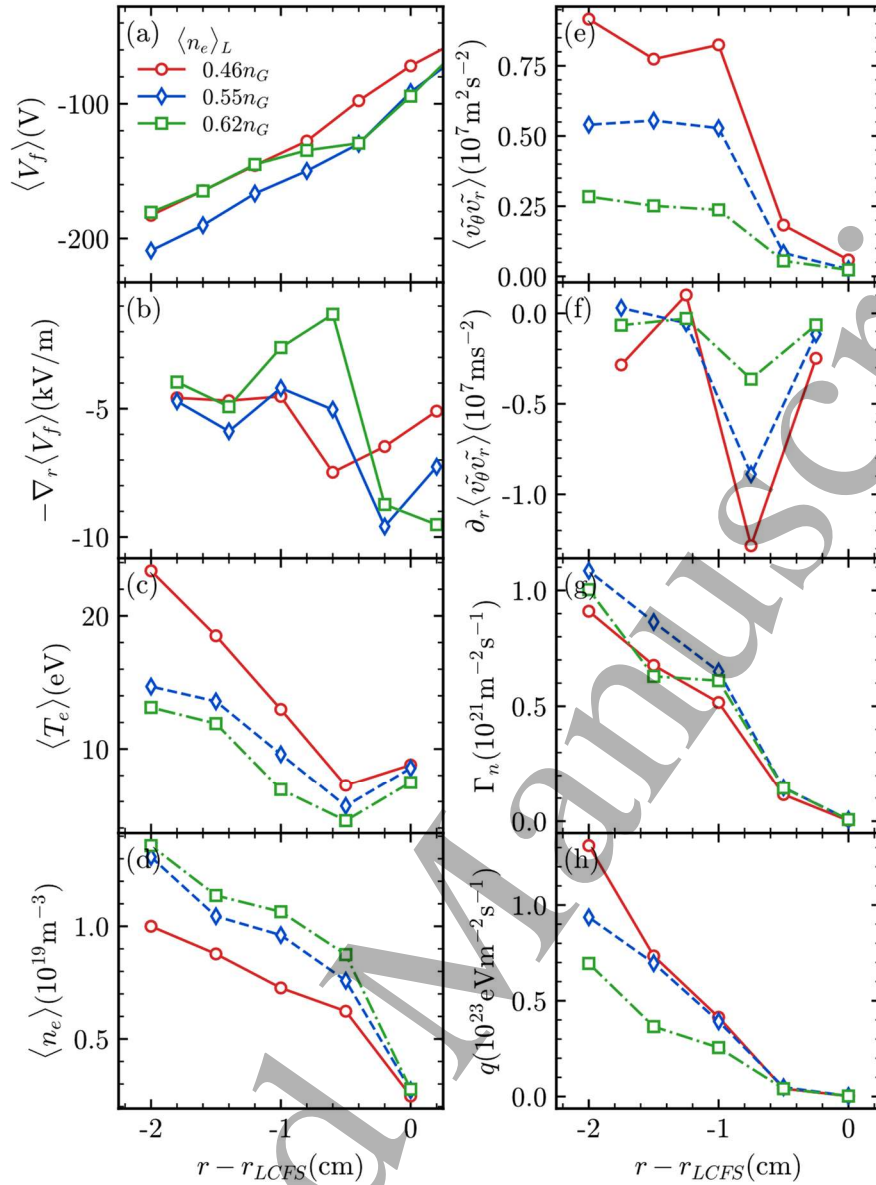 (a)
⟨n_e⟩_L
0.46n_G
0.55n_G
0.62n_G
-100
-200
⟨V_f⟩(V)
(b)
0
-5
-10
−∇_r⟨V_f⟩(kV/m)
(c)
20
10
⟨T_e⟩(eV)
(d)
1.0
0.5
⟨n_e⟩(10^19 m^−3)
-2
-1
0
r − r_LCFS(cm)
(e)
0.75
0.50
0.25
0.00
⟨ṽ_θ ṽ_r⟩(10^7 m^2 s^−2)
(f)
0.0
-0.5
-1.0
∂_r⟨ṽ_θ ṽ_r⟩(10^7 ms^−2)
(g)
1.0
0.5
0.0
Γ_n(10^21 m^−2 s^−1)
(h)
1.0
0.5
0.0
q(10^23 eVm^−2 s^−1)
-2
-1
0
r − r_LCFS(cm)
d Manuscri